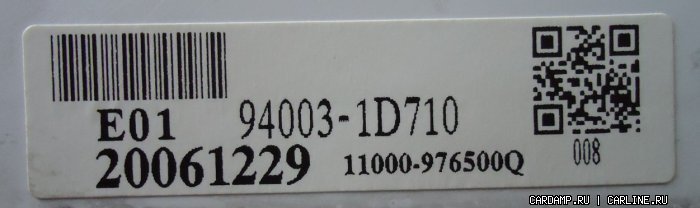 E01 94003-1D710
20061229 11000-976500Q
008
CARDAMP.RU | CARLINE.RU